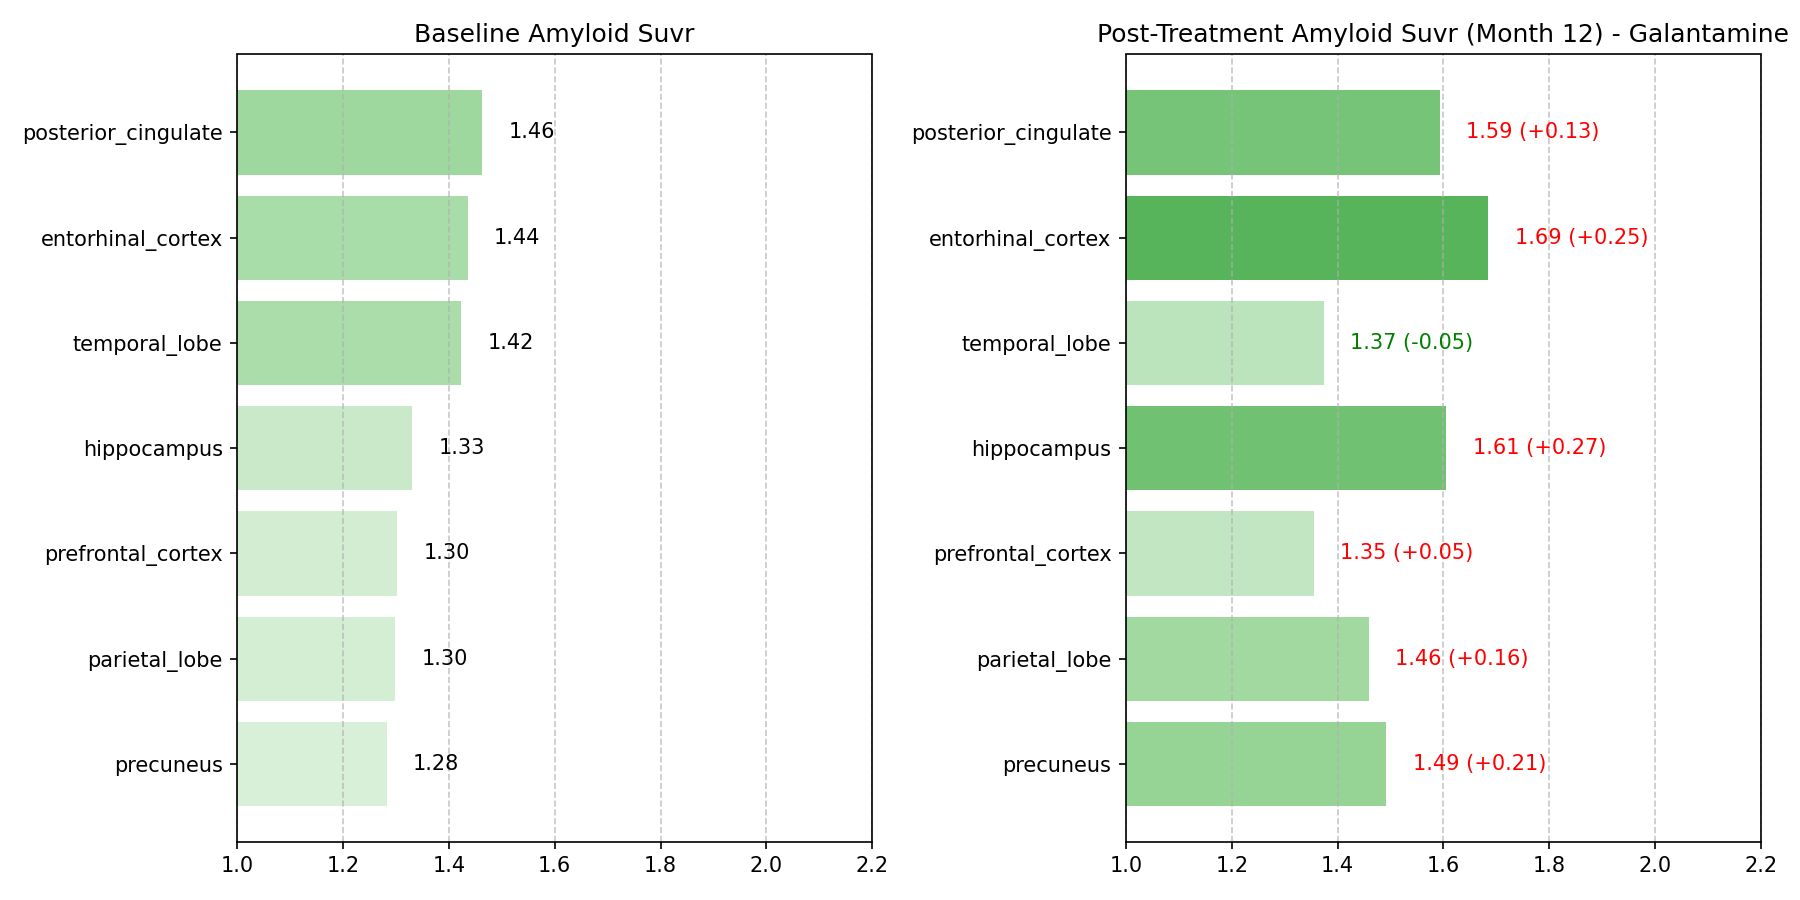 Baseline Amyloid Suvr
posterior_cingulate
1.46
entorhinal_cortex
1.44
temporal_lobe
1.42
hippocampus
1.33
prefrontal_cortex
1.30
parietal_lobe
1.30
precuneus
1.28
1.0 1.2 1.4 1.6 1.8 2.0 2.2
Post-Treatment Amyloid Suvr (Month 12) - Galantamine
posterior_cingulate
1.59 (+0.13)
entorhinal_cortex
1.69 (+0.25)
temporal_lobe
1.37 (-0.05)
hippocampus
1.61 (+0.27)
prefrontal_cortex
1.35 (+0.05)
parietal_lobe
1.46 (+0.16)
precuneus
1.49 (+0.21)
1.0 1.2 1.4 1.6 1.8 2.0 2.2